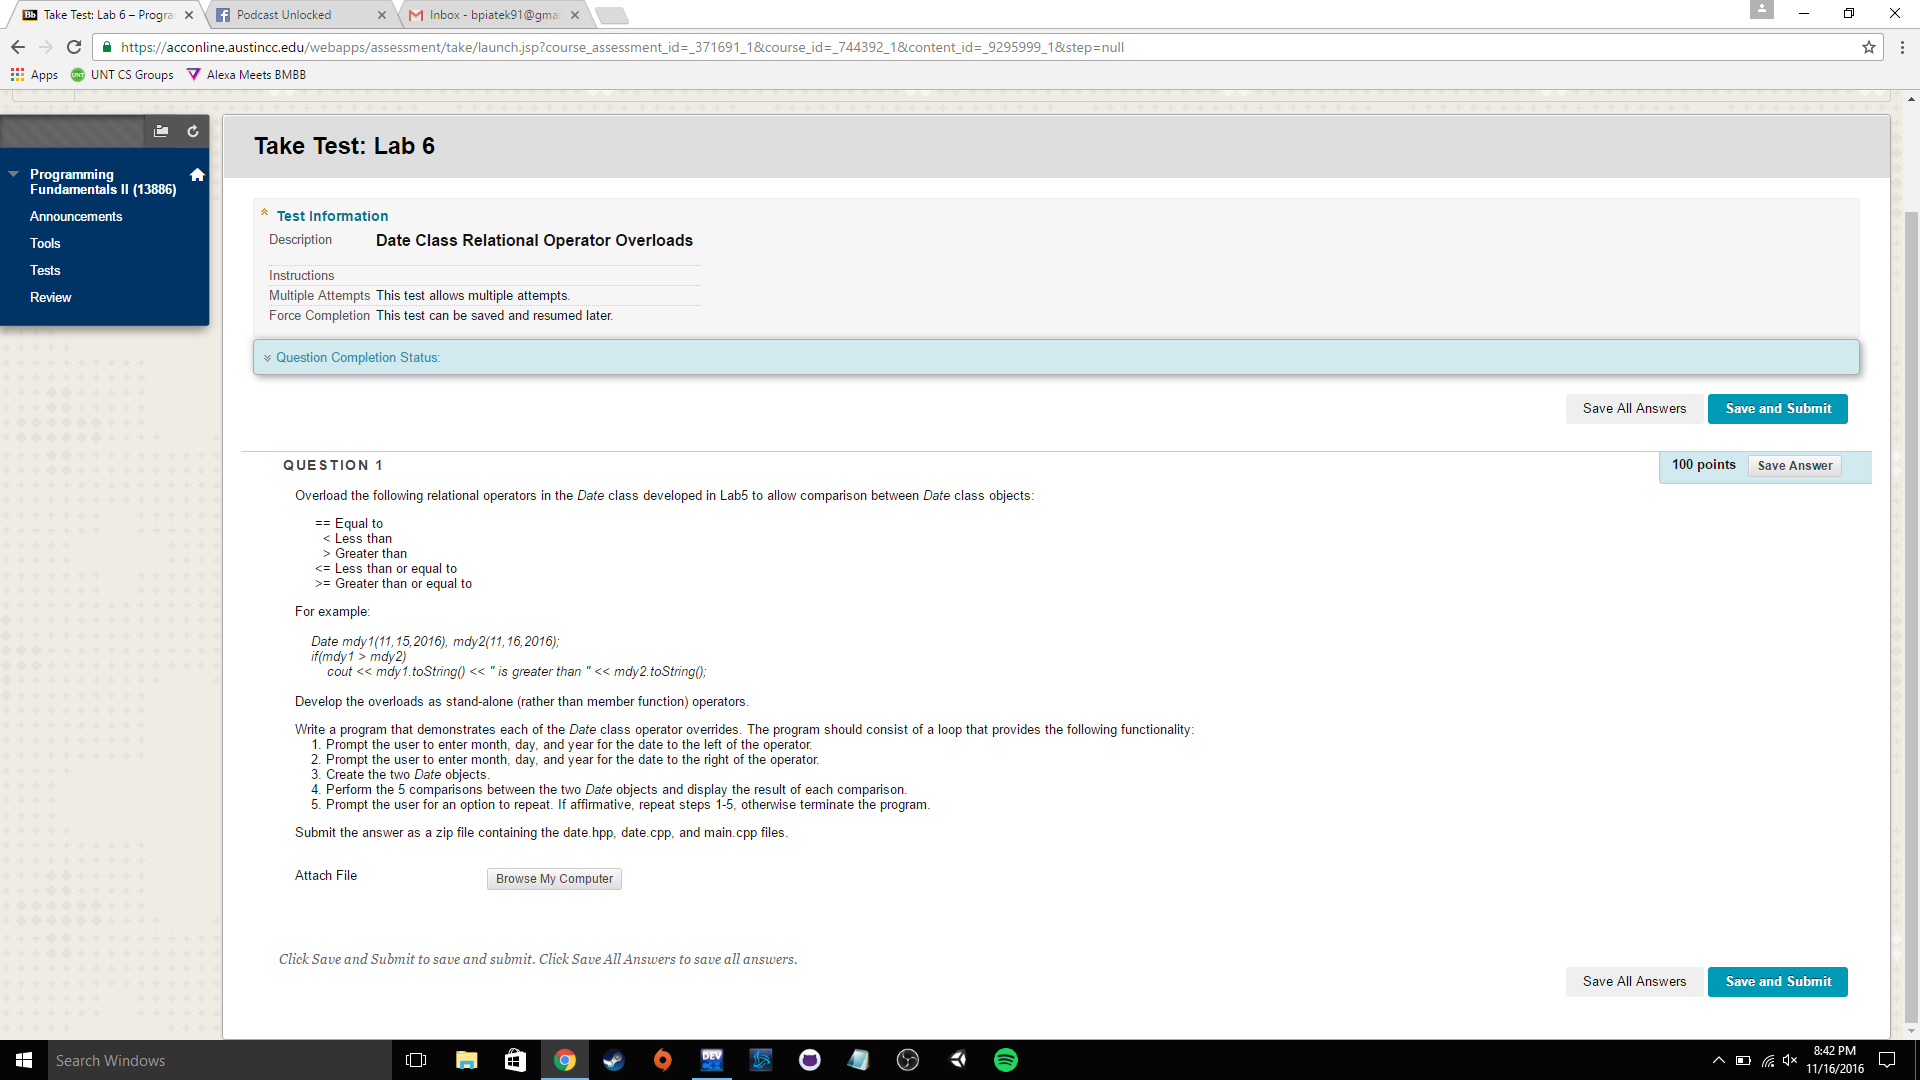 Take Test: Lab 6 – Progra
Podcast Unlocked
Inbox - bpiatek91@gma
https://acconline.austincc.edu/webapps/assessment/take/launch.jsp?course_assessment_id=_371691_1&course_id=_744392_1&content_id=_9295999_1&step=null
Apps
UNT CS Groups
Alexa Meets BMBB
Programming
Fundamentals II (13886)
Announcements
Tools
Tests
Review
Take Test: Lab 6
Test Information
Description Date Class Relational Operator Overloads
Instructions
Multiple Attempts This test allows multiple attempts.
Force Completion This test can be saved and resumed later.
Question Completion Status:
Save All Answers Save and Submit
QUESTION 1
100 points Save Answer
Overload the following relational operators in the Date class developed in Lab5 to allow comparison between Date class objects:
== Equal to
< Less than
> Greater than
<= Less than or equal to
>= Greater than or equal to
For example:
Date mdy1(11,15,2016), mdy2(11,16,2016);
if(mdy1 > mdy2)
cout << mdy1.toString() << " is greater than " << mdy2.toString();
Develop the overloads as stand-alone (rather than member function) operators.
Write a program that demonstrates each of the Date class operator overrides. The program should consist of a loop that provides the following functionality:
1. Prompt the user to enter month, day, and year for the date to the left of the operator.
2. Prompt the user to enter month, day, and year for the date to the right of the operator.
3. Create the two Date objects.
4. Perform the 5 comparisons between the two Date objects and display the result of each comparison.
5. Prompt the user for an option to repeat. If affirmative, repeat steps 1-5, otherwise terminate the program.
Submit the answer as a zip file containing the date.hpp, date.cpp, and main.cpp files.
Attach File Browse My Computer
Click Save and Submit to save and submit. Click Save All Answers to save all answers.
Save All Answers Save and Submit
Search Windows
DEV
8:42 PM
11/16/2016